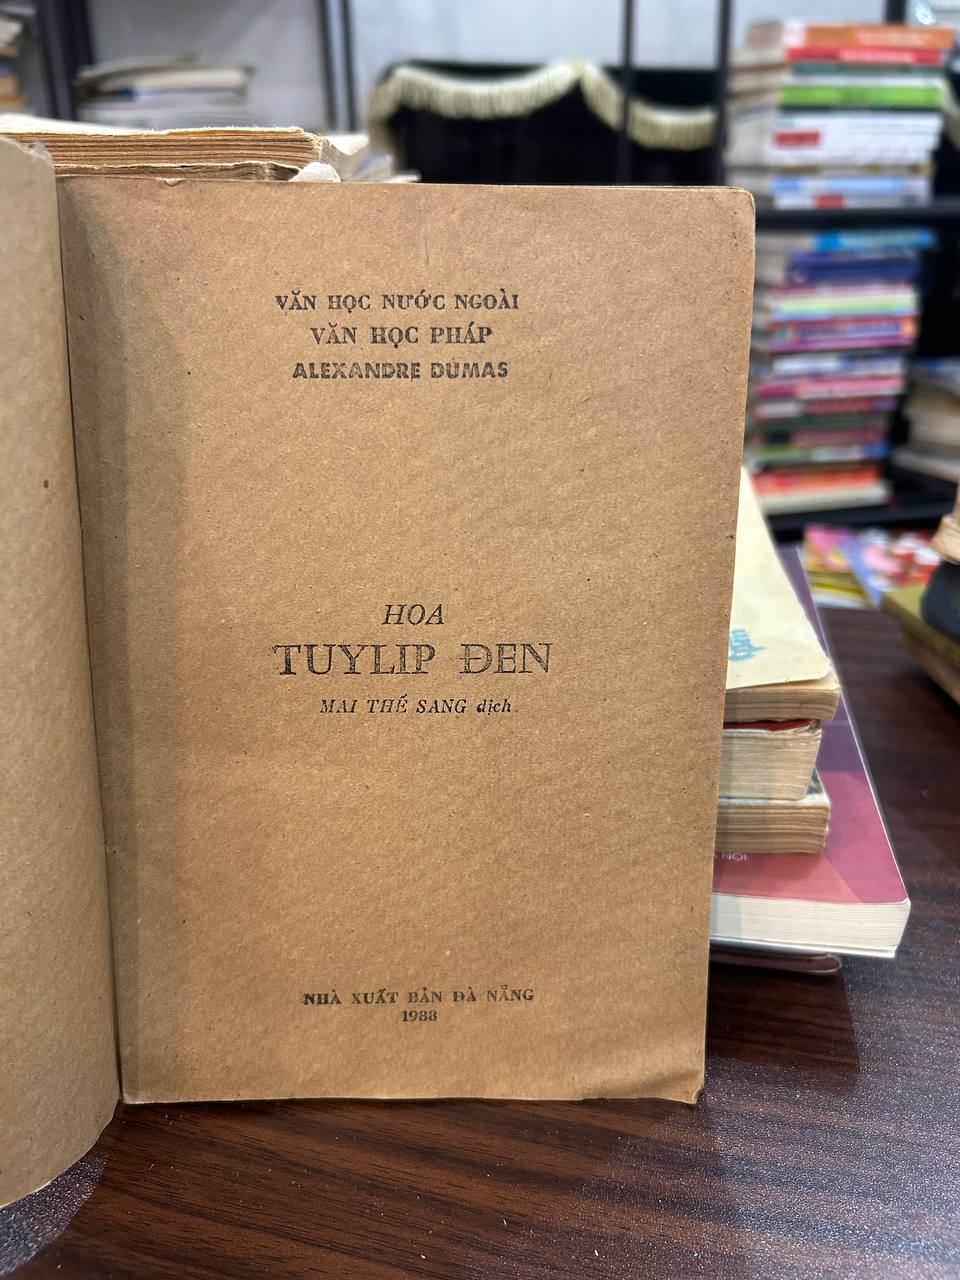 VĂN HỌC NƯỚC NGOÀI
VĂN HỌC PHÁP
ALEXANDRE DUMAS
HOA
TUYLIP ĐEN
MAI THẾ SANG dịch
NHÀ XUẤT BẢN ĐÀ NẴNG
1988
NỘI